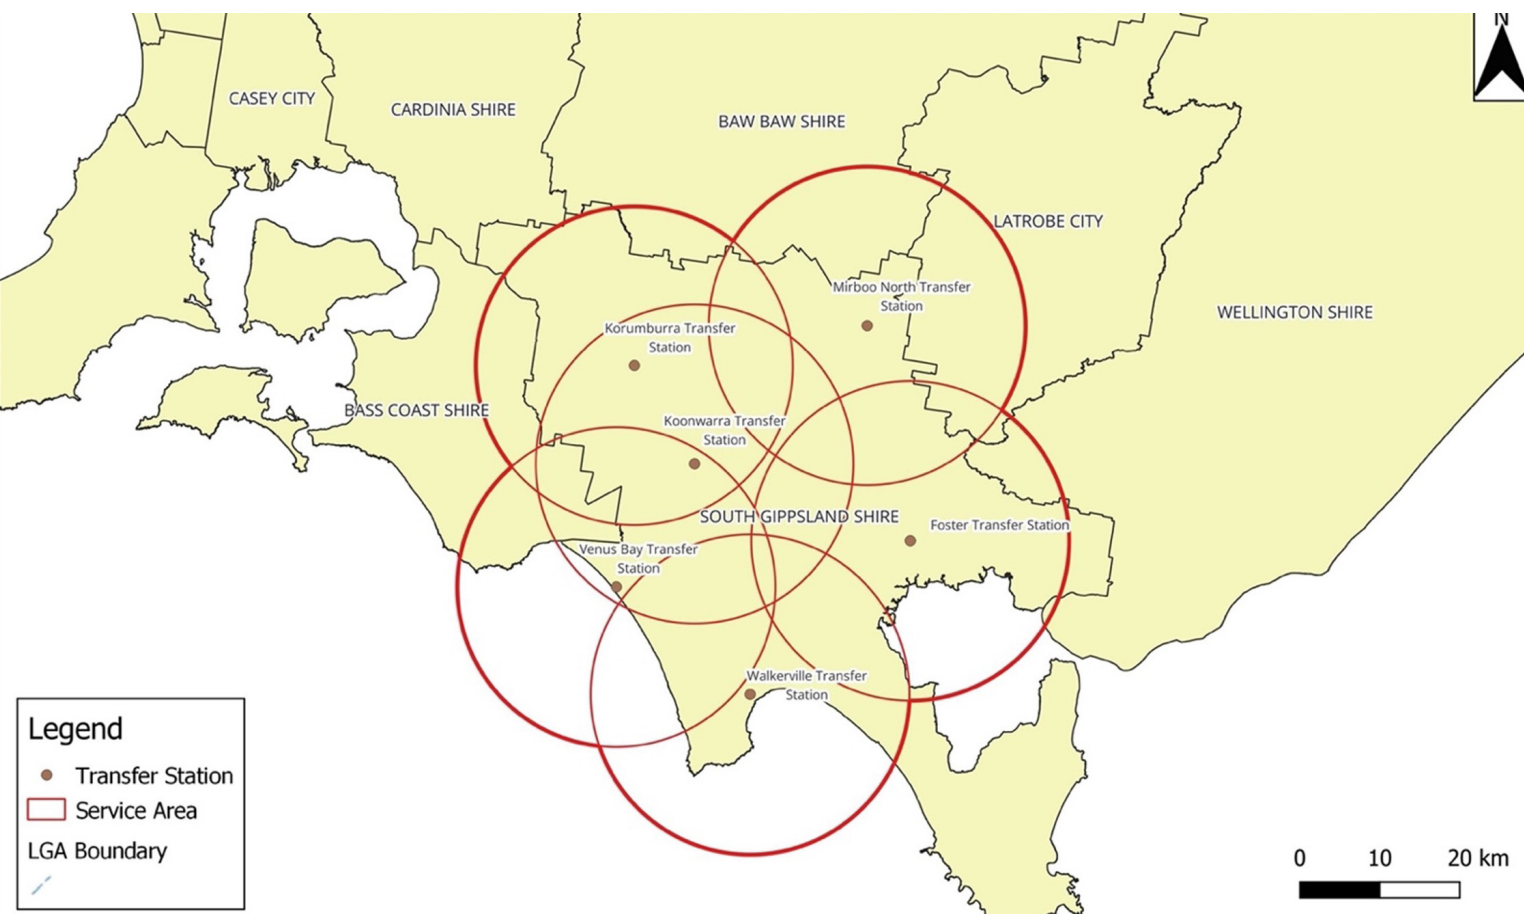 N
CASEY CITY
CARDINIA SHIRE
BAW BAW SHIRE
LATROBE CITY
Mirboo North Transfer
Station
WELLINGTON SHIRE
Korumburra Transfer
Station
BASS COAST SHIRE
Koonwarra Transfer
Station
SOUTH GIPPSLAND SHIRE
Foster Transfer Station
Venus Bay Transfer
Station
Walkerville Transfer
Station
Legend
Transfer Station
Service Area
LGA Boundary
0 10 20 km